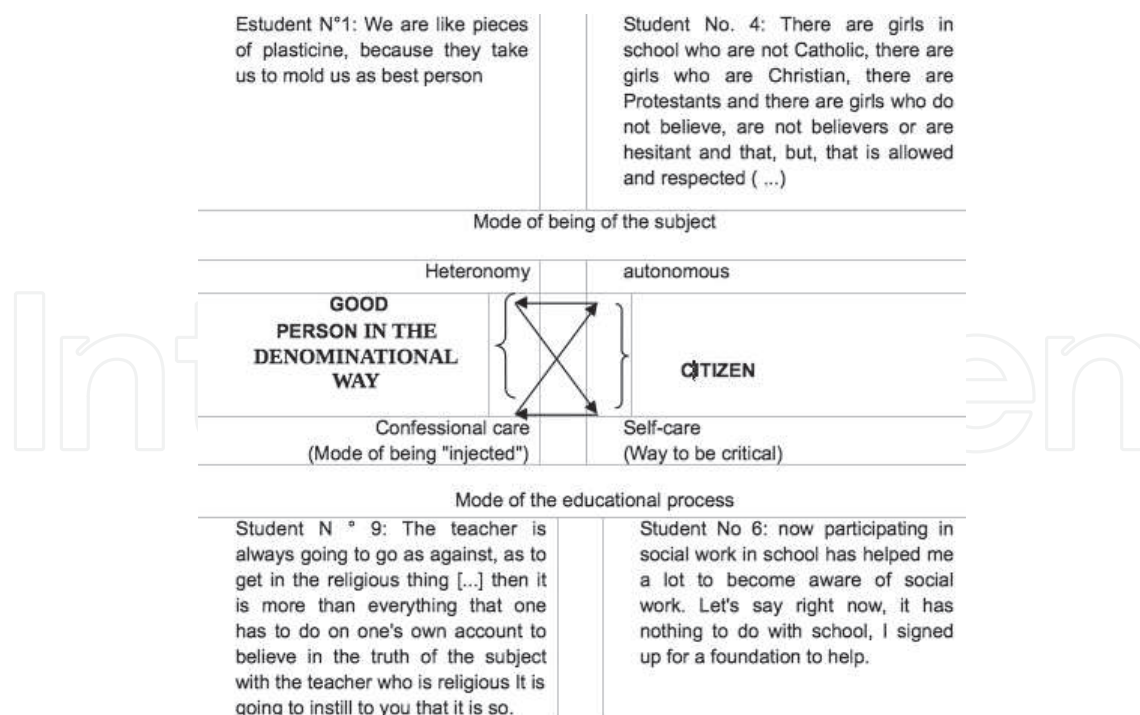 Estudent N°1: We are like pieces
of plasticine, because they take
us to mold us as best person
Student No. 4: There are girls in
school who are not Catholic, there are
girls who are Christian, there are
Protestants and there are girls who do
not believe, are not believers or are
hesitant and that, but, that is allowed
and respected ( ...)
Mode of being of the subject
Heteronomy
autonomous
GOOD
PERSON IN THE
DENOMINATIONAL
WAY
CITIZEN
Confessional care
(Mode of being "injected")
Self-care
(Way to be critical)
Mode of the educational process
Student N ° 9: The teacher is
always going to go as against, as to
get in the religious thing [...] then it
is more than everything that one
has to do on one's own account to
believe in the truth of the subject
with the teacher who is religious It is
going to instill to you that it is so.
Student No 6: now participating in
social work in school has helped me
a lot to become aware of social
work. Let's say right now, it has
nothing to do with school, I signed
up for a foundation to help.